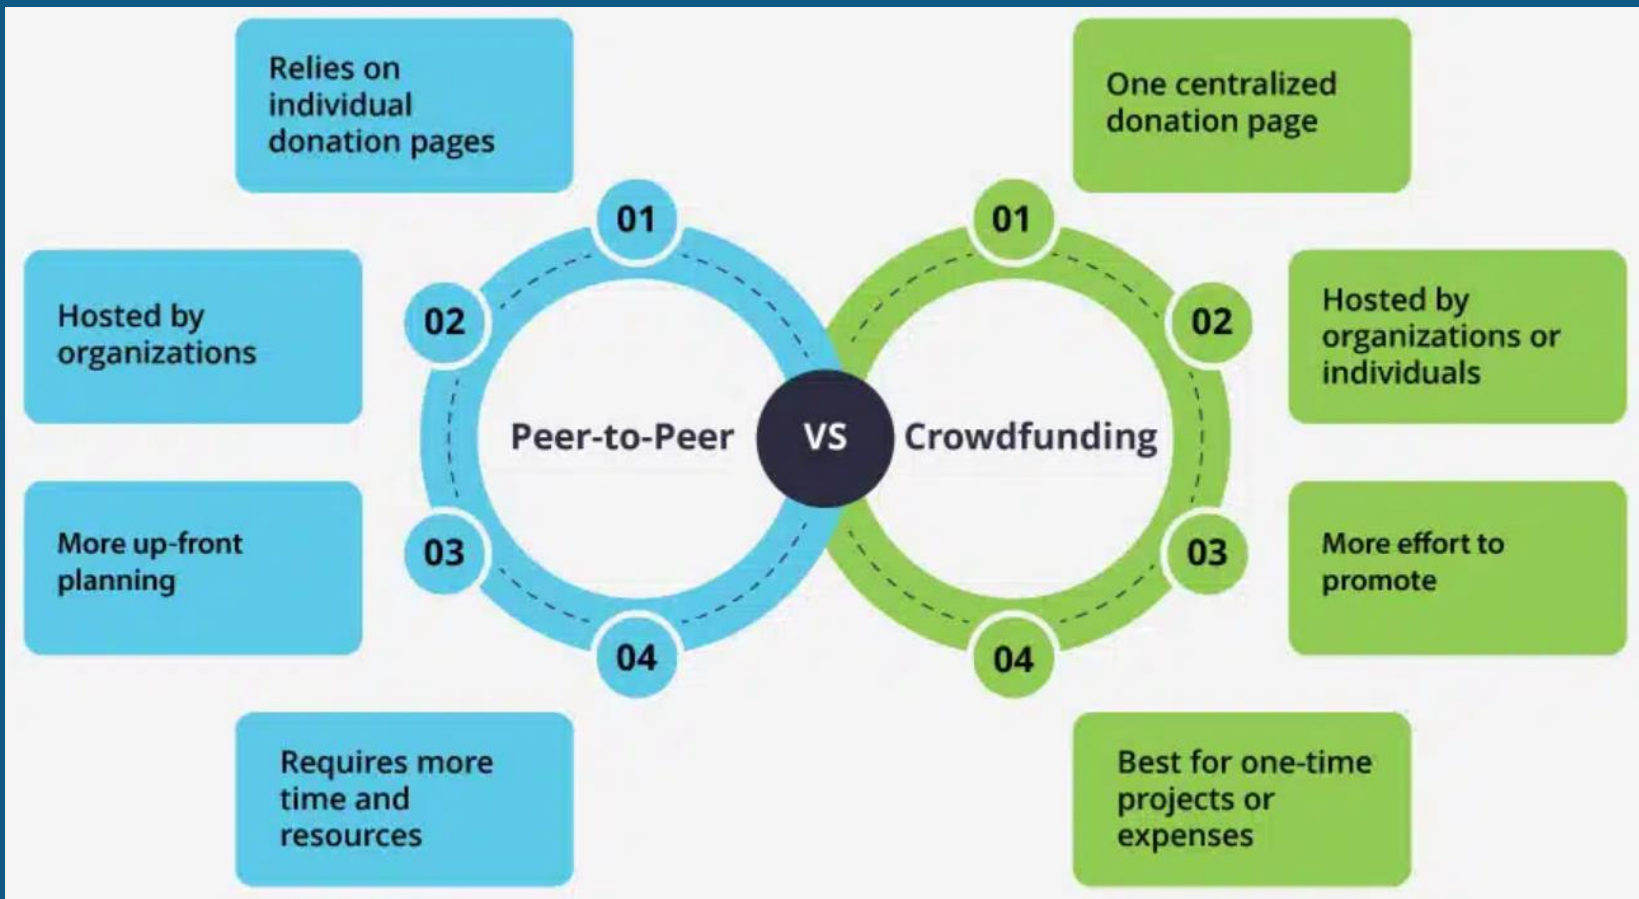 Relies on
individual
donation pages
01
Hosted by
organizations
02
More up-front
planning
03
04
Requires more
time and
resources
Peer-to-Peer
VS
Crowdfunding
One centralized
donation page
01
02
Hosted by
organizations or
individuals
03
More effort to
promote
04
Best for one-time
projects or
expenses